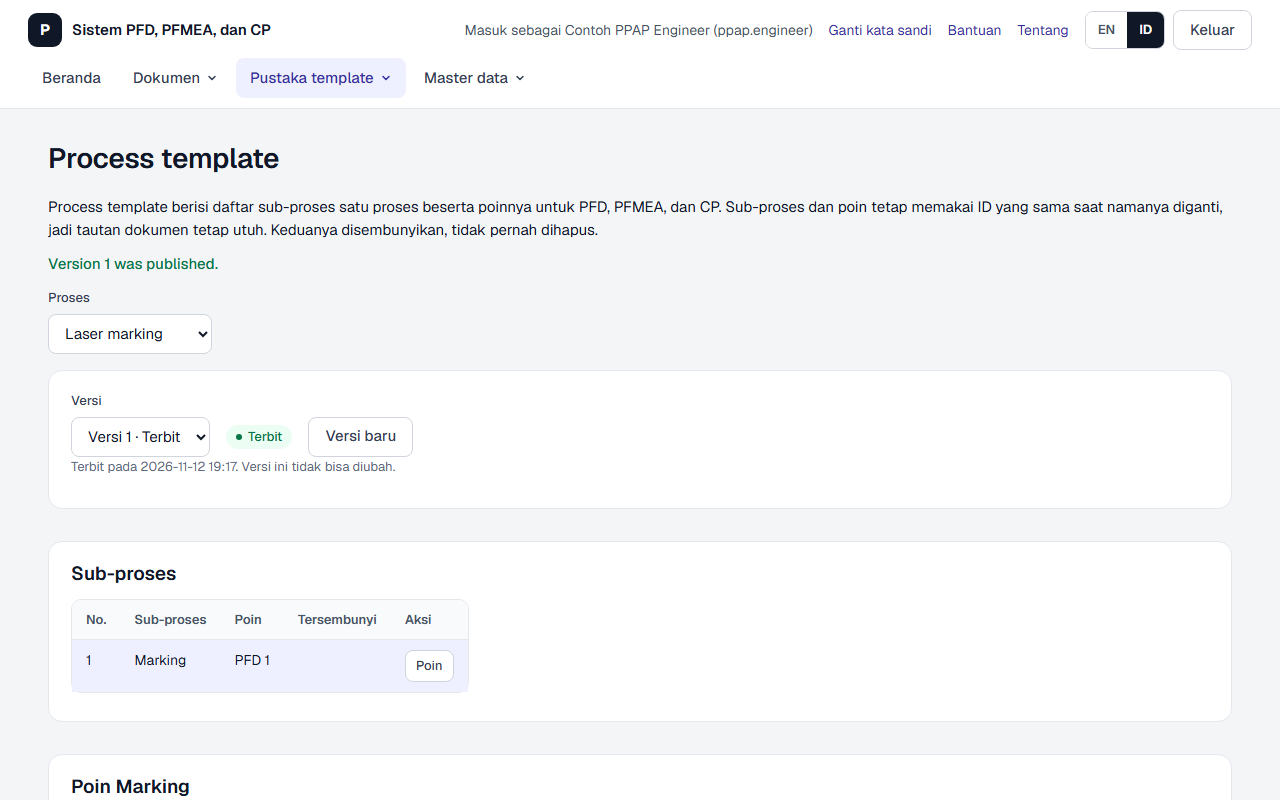 P Sistem PFD, PFMEA, dan CP Masuk sebagai Contoh PPAP Engineer (ppap.engineer) Ganti kata sandi Bantuan Tentang EN ID Keluar
Beranda Dokumen Pustaka template Master data
Process template
Process template berisi daftar sub-proses satu proses beserta poinnya untuk PFD, PFMEA, dan CP. Sub-proses dan poin tetap memakai ID yang sama saat namanya diganti,
jadi tautan dokumen tetap utuh. Keduanya disembunyikan, tidak pernah dihapus.
Version 1 was published.
Proses
Laser marking
Versi
Versi 1 · Terbit Terbit Versi baru
Terbit pada 2026-11-12 19:17. Versi ini tidak bisa diubah.
Sub-proses
No. Sub-proses Poin Tersembunyi Aksi
1 Marking PFD 1 Poin
Poin Marking